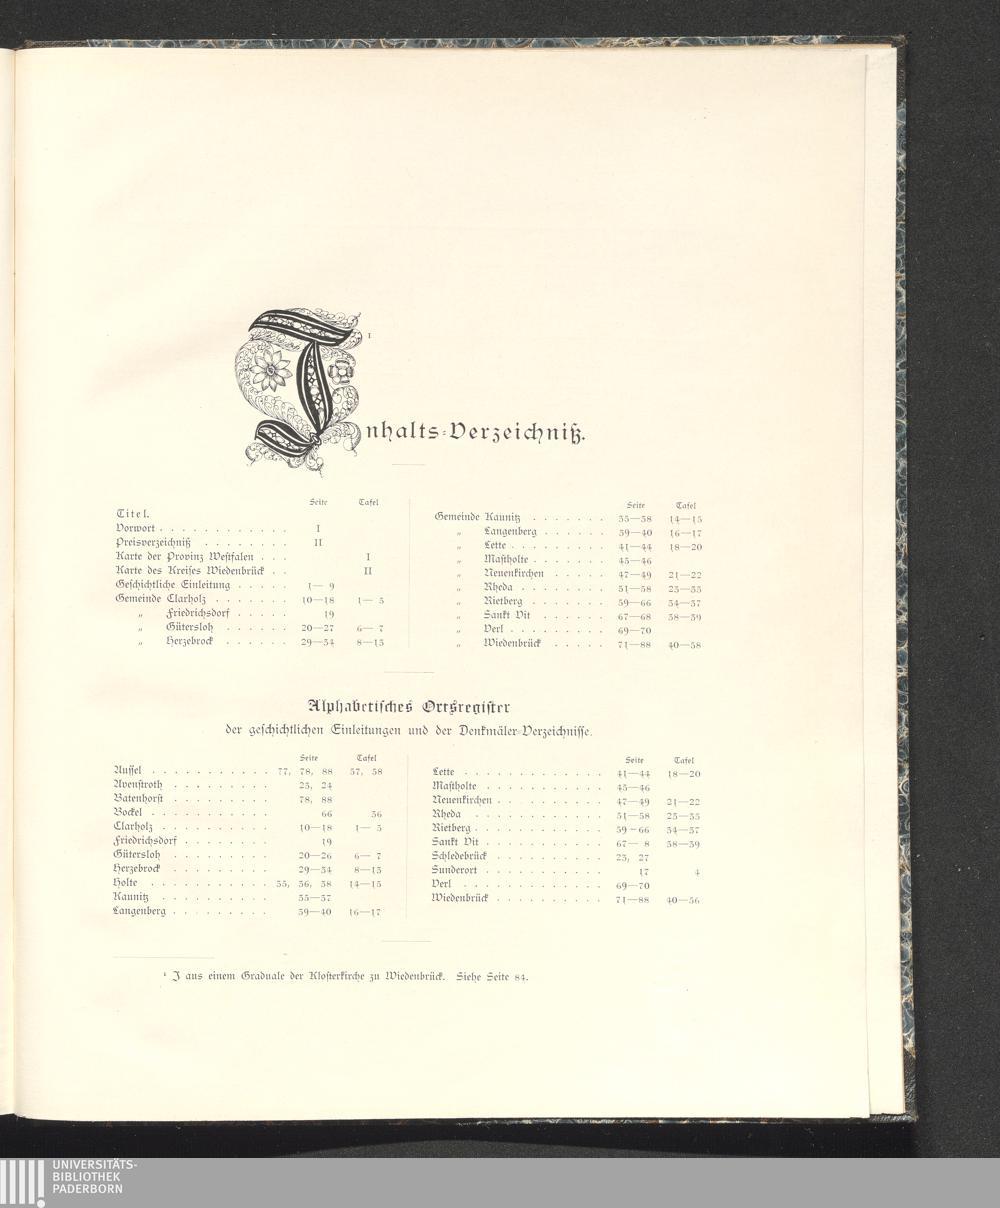 Inhalts-Verzeichniß. ¹
Seite Tafel
Titel.
Vorwort . . . . . . . . . . . . I
Preisverzeichniß . . . . . . . II
Karte der Provinz Westfalen . . . I
Karte des Kreises Wiedenbrück . . II
Geschichtliche Einleitung . . . . . 1— 9
Gemeinde Clarholz . . . . . . . 10—18 1— 5
„ Friedrichsdorf . . . . . 19
„ Gütersloh . . . . . . 20—27 6— 7
„ Herzebrock . . . . . . 29—34 8—13
Seite Tafel
Gemeinde Kaunitz . . . . . . . 35—38 14—15
„ Langenberg . . . . . . 39—40 16—17
„ Lette . . . . . . . . . 41—44 18—20
„ Mastholte . . . . . . . 45—46
„ Neuenkirchen . . . . . 47—49 21—22
„ Rheda . . . . . . . . 51—58 23—33
„ Rietberg . . . . . . . 59—66 34—37
„ Sankt Vit . . . . . . 67—68 38—39
„ Verl . . . . . . . . . 69—70
„ Wiedenbrück . . . . . 71—88 40—58
Alphabetisches Ortsregister
der geschichtlichen Einleitungen und der Denkmäler-Verzeichnisse.
Seite Tafel
Aussel . . . . . . . . . . . 77, 78, 88 57, 58
Avenstroth . . . . . . . . . . 23, 24
Batenhorst . . . . . . . . . 78, 88
Bockel . . . . . . . . . . . 66 36
Clarholz . . . . . . . . . . 10—18 1— 5
Friedrichsdorf . . . . . . . . 19
Gütersloh . . . . . . . . . 20—26 6— 7
Herzebrock . . . . . . . . . 29—34 8—13
Holte . . . . . . . . . . . 35, 36, 38 14—15
Kaunitz . . . . . . . . . . 35—37
Langenberg . . . . . . . . . 39—40 16—17
Seite Tafel
Lette . . . . . . . . . . . . . 41—44 18—20
Mastholte . . . . . . . . . . . 45—46
Neuenkirchen . . . . . . . . . . 47—49 21—22
Rheda . . . . . . . . . . . . 51—58 23—33
Rietberg . . . . . . . . . . . . 59—66 34—37
Sankt Vit . . . . . . . . . . . 67— 8 38—39
Schledebrück . . . . . . . . . . 23, 27
Sunderort . . . . . . . . . . . 17 4
Verl . . . . . . . . . . . . . 69—70
Wiedenbrück . . . . . . . . . . 71—88 40—56
¹ I aus einem Graduale der Klosterkirche zu Wiedenbrück. Siehe Seite 84.
UNIVERSITÄTS-
BIBLIOTHEK
PADERBORN